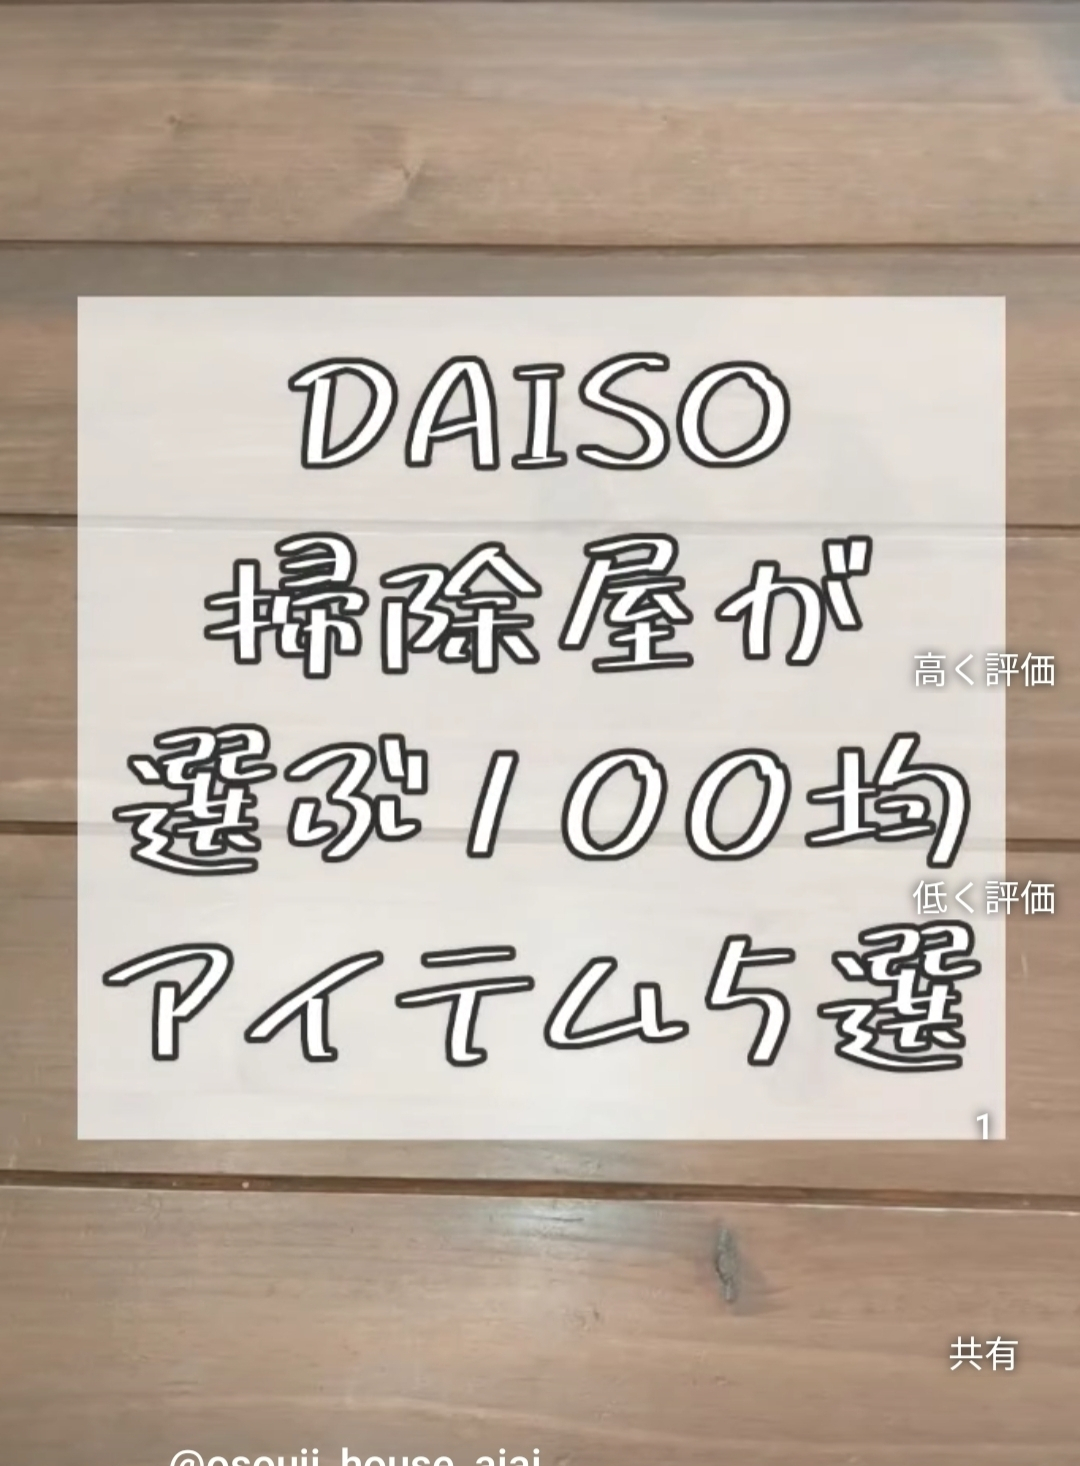 DAISO
掃除屋が
選ぶ100均
アイテム5選
高く評価
低く評価
1
共有
@osouji_house_aiai